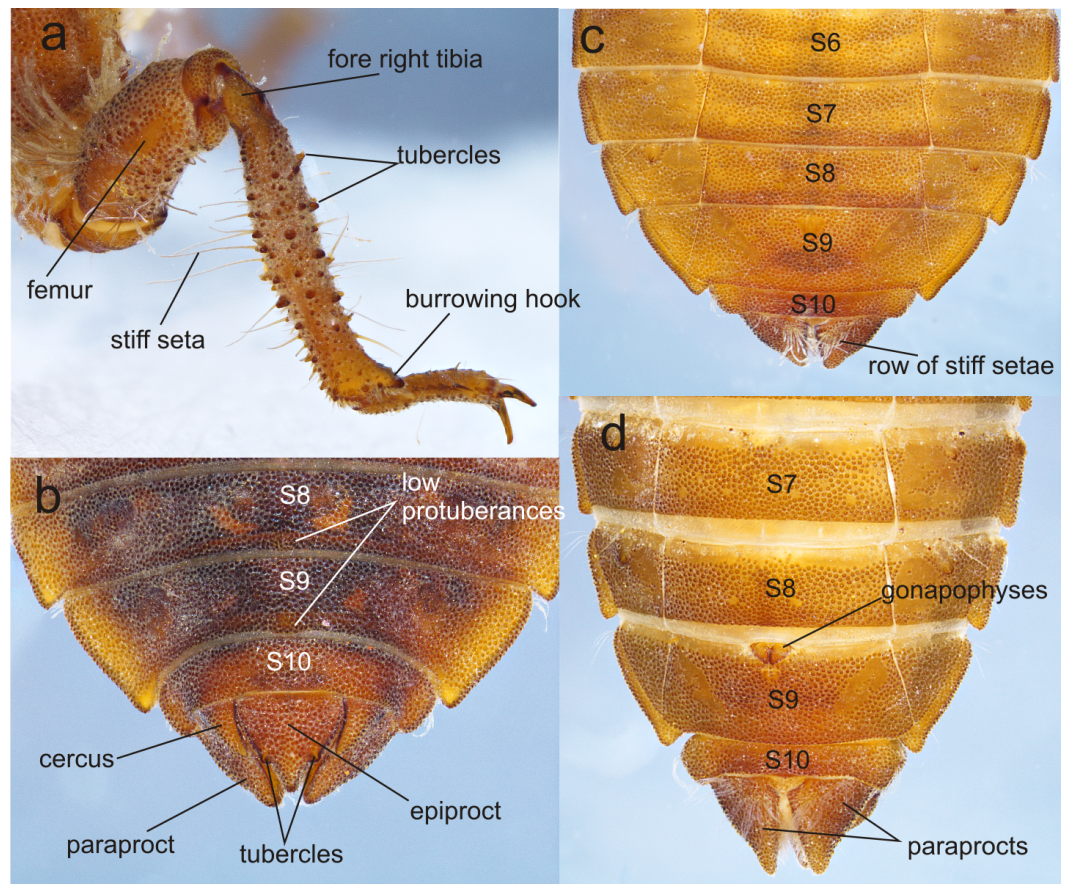 a
fore right tibia
tubercles
femur
stiff seta
burrowing hook
b
S8
low
protuberances
S9
S10
cercus
paraproct
tubercles
epiproct
c
S6
S7
S8
S9
S10
row of stiff setae
d
S7
S8
gonapophyses
S9
S10
paraprocts